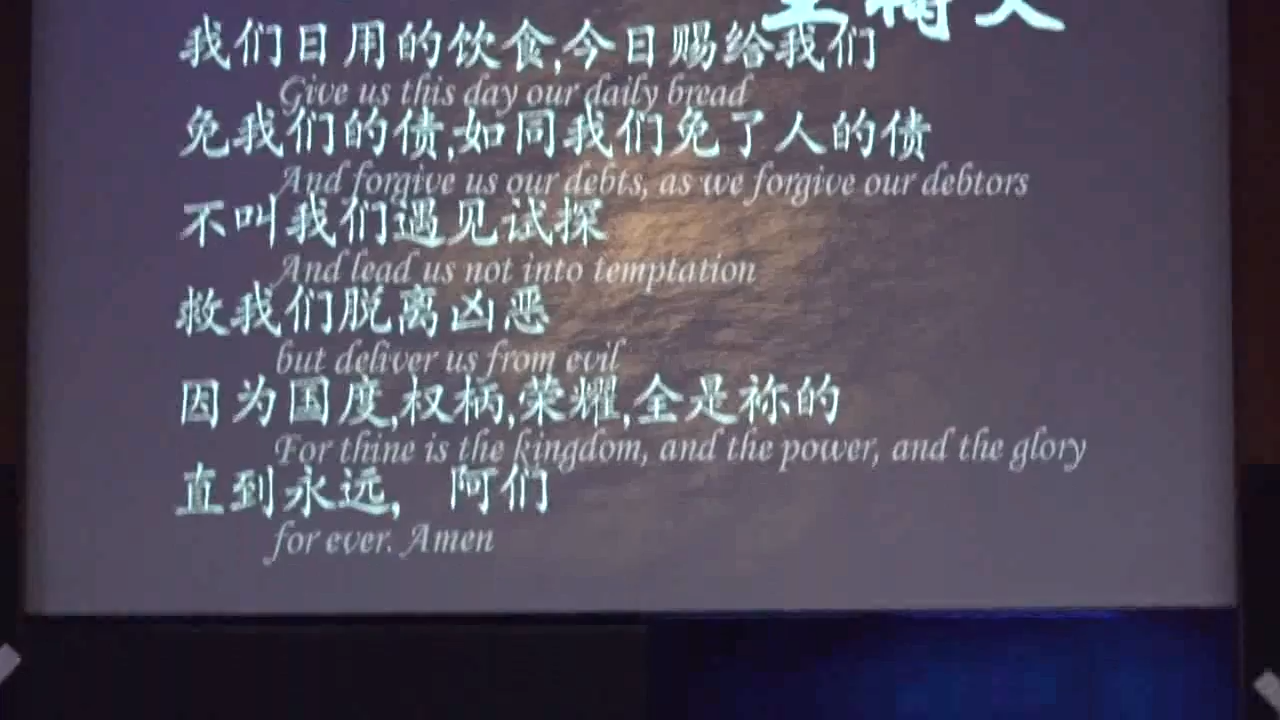 主祷文
我们日用的饮食,今日赐给我们
Give us this day our daily bread
免我们的债,如同我们免了人的债
And forgive us our debts, as we forgive our debtors
不叫我们遇见试探
And lead us not into temptation
救我们脱离凶恶
but deliver us from evil
因为国度,权柄,荣耀,全是祢的
For thine is the kingdom, and the power, and the glory
直到永远, 阿们
for ever. Amen